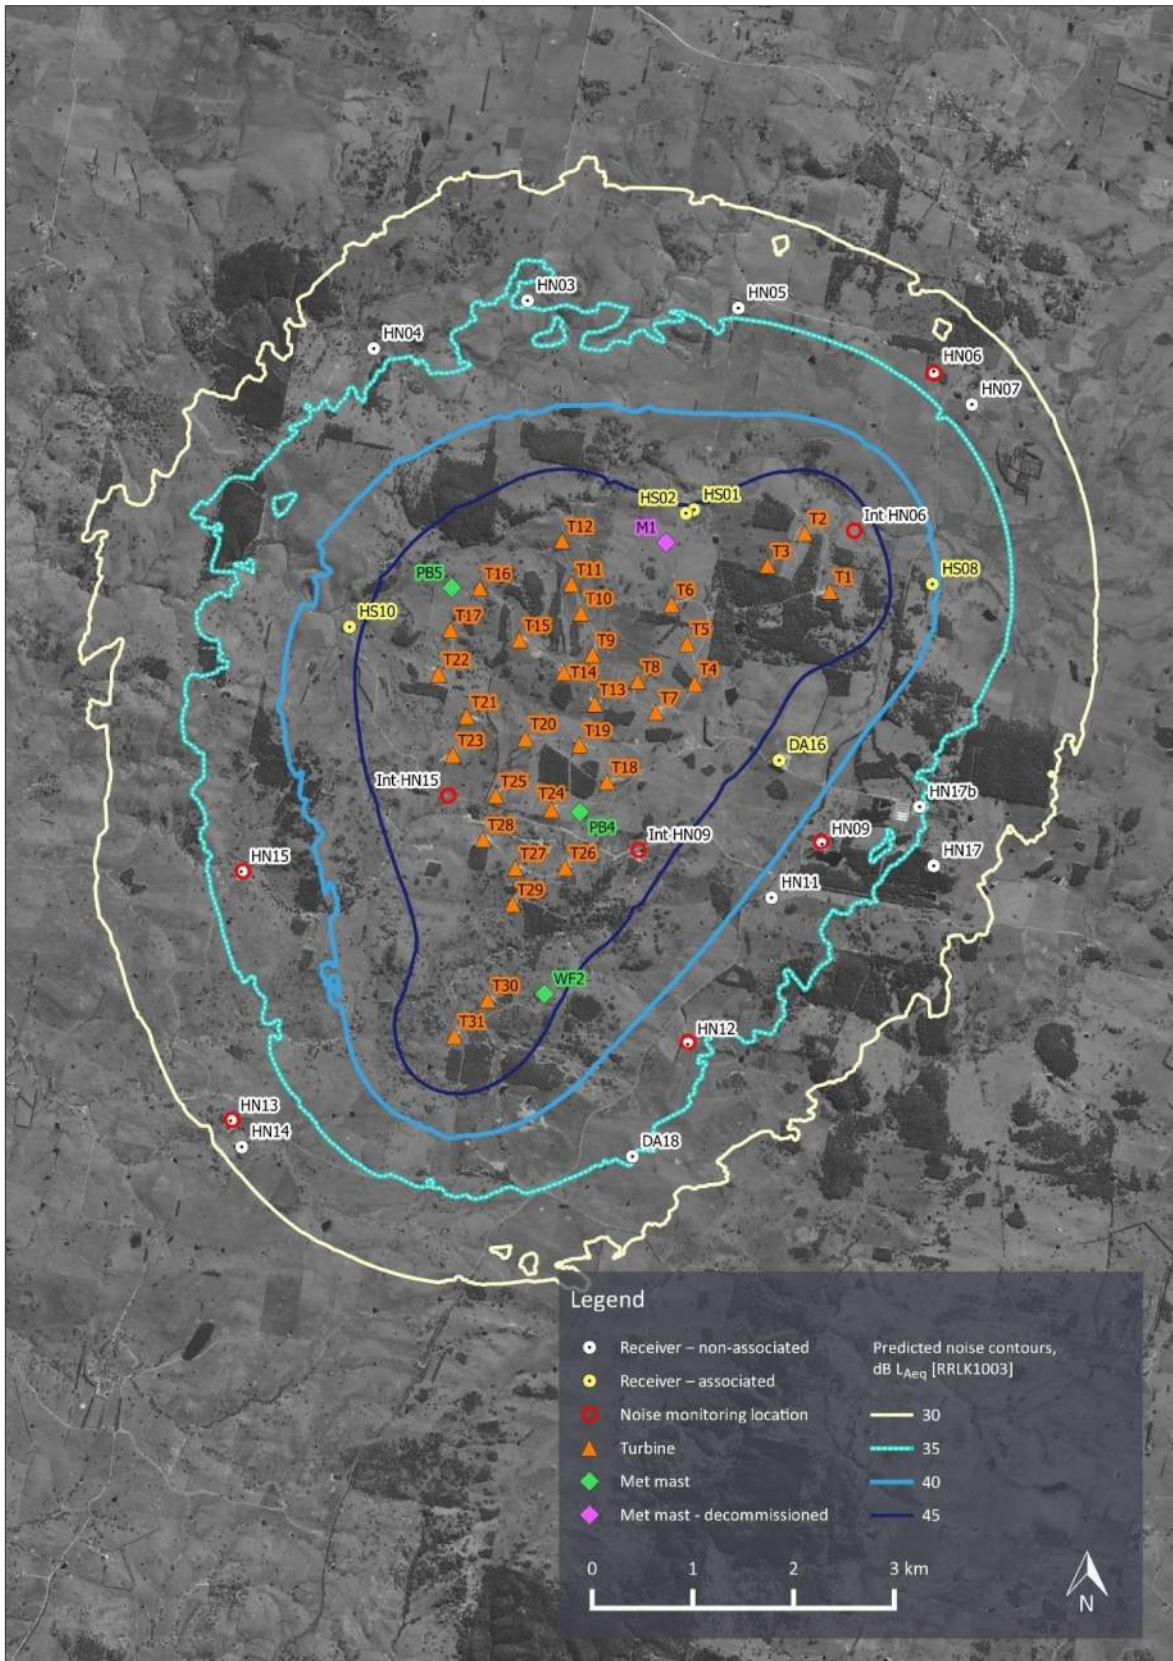 HN03
HN05
HN04
HN06
HN07
HS01
HS02
Int HN06
T2
T12
M1
T3
HS08
T11
PB5
T16
T1
T6
T10
HS10
T17
T15
T5
T9
T22
T14
T8
T4
T13
T21
T7
T20
T19
T23
DA16
Int HN15
T18
T25
T24
HN17b
PB4
T28
HN09
Int HN09
HN15
T27
T26
HN17
HN11
T29
WF2
T30
T31
HN12
HN13
HN14
DA18
Legend
Receiver – non-associated
Receiver – associated
Noise monitoring location
Turbine
Met mast
Met mast - decommissioned
Predicted noise contours,
dB LAeq [RRLK1003]
30
35
40
45
0 1 2 3 km
N